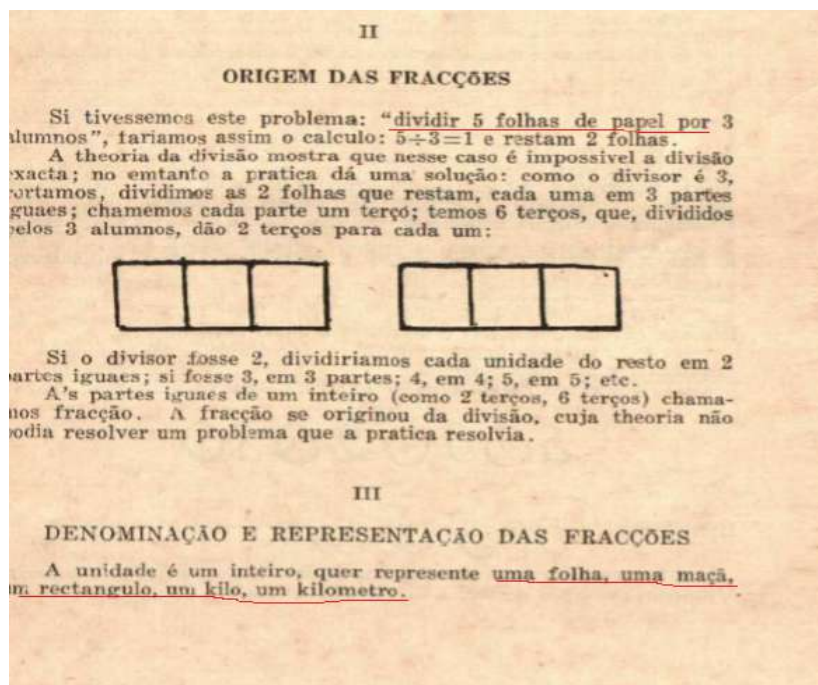 II
ORIGEM DAS FRACÇÕES
Si tivessemos este problema: "dividir 5 folhas de papel por 3
alumnos", fariamos assim o calculo: 5÷3=1 e restam 2 folhas.
A theoria da divisão mostra que nesse caso é impossivel a divisão
xacta; no emtanto a pratica dá uma solução: como o divisor é 3,
ortamos, dividimos as 2 folhas que restam, cada uma em 3 partes
guaes; chamemos cada parte um terço; temos 6 terços, que, divididos
elos 3 alumnos, dão 2 terços para cada um:
Si o divisor fosse 2, dividiriamos cada unidade do resto em 2
artes iguaes; si fosse 3, em 3 partes; 4, em 4; 5, em 5; etc.
A's partes iguaes de um inteiro (como 2 terços, 6 terços) chama-
mos fracção. A fracção se originou da divisão, cuja theoria não
podia resolver um problema que a pratica resolvia.
III
DENOMINAÇÃO E REPRESENTAÇÃO DAS FRACÇÕES
A unidade é um inteiro, quer represente uma folha, uma maçã,
um rectangulo, um kilo, um kilometro.